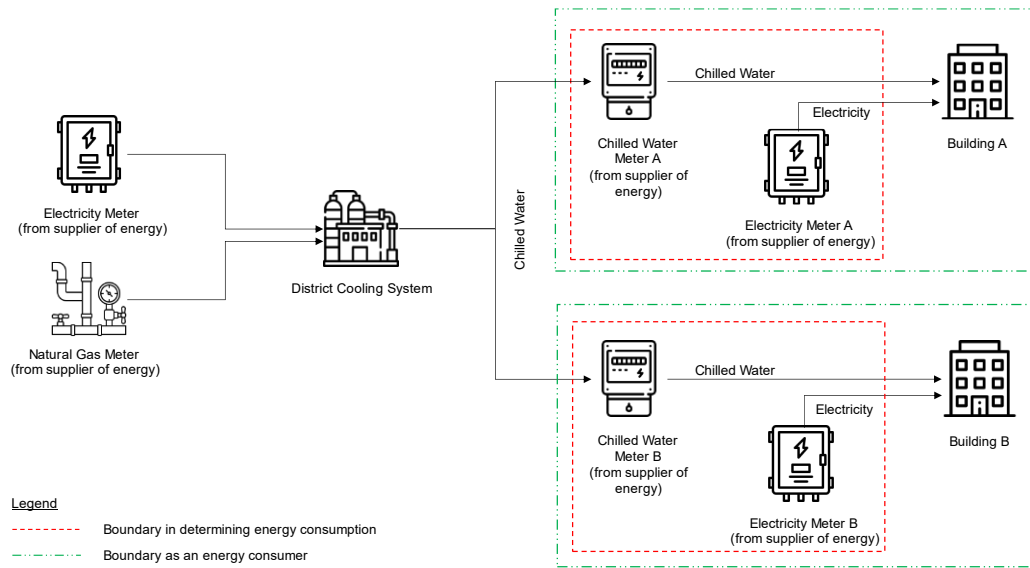 Electricity Meter
(from supplier of energy)
Natural Gas Meter
(from supplier of energy)
District Cooling System
Chilled Water
Chilled Water
Meter A
(from supplier of
energy)
Chilled Water
Electricity
Electricity Meter A
(from supplier of energy)
Building A
Chilled Water
Meter B
(from supplier of
energy)
Chilled Water
Electricity
Electricity Meter B
(from supplier of energy)
Building B
Legend
Boundary in determining energy consumption
Boundary as an energy consumer